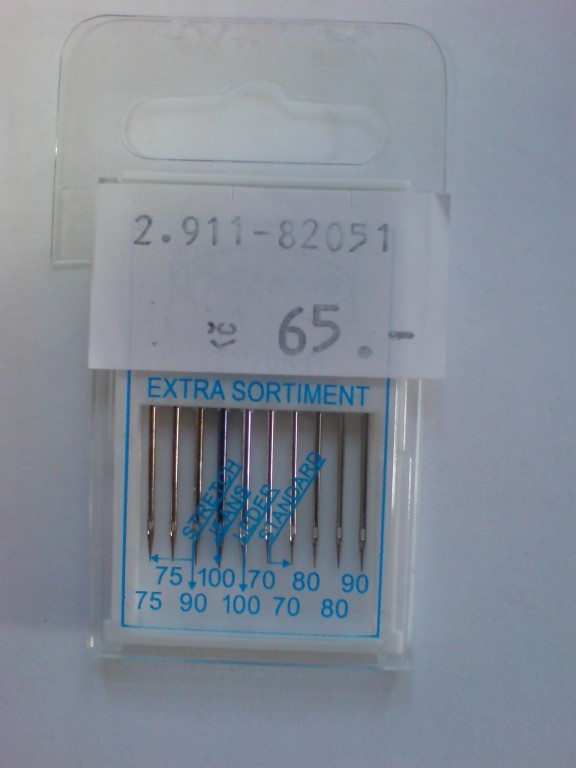 2.911-82051
Kč 65.-
EXTRA SORTIMENT
STRETCH
JEANS
LEDER
STANDARD
75 100 70 80 90
75 90 100 70 80